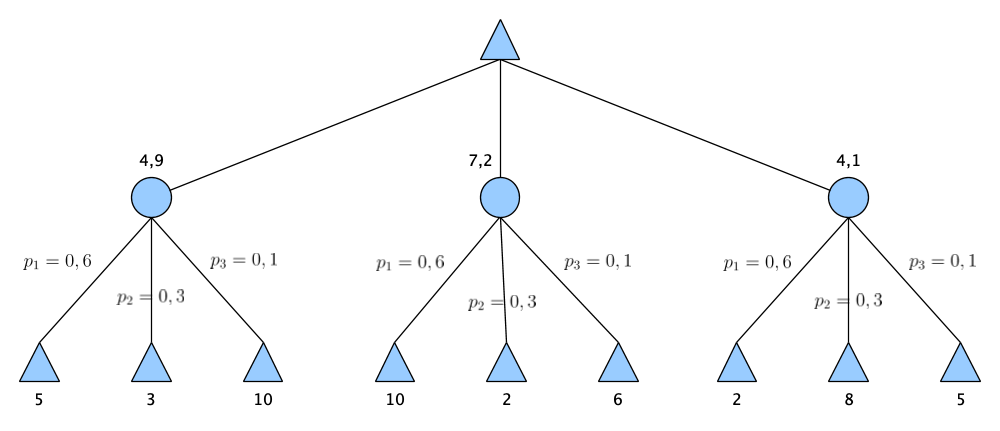 4,9 7,2 4,1
p₁ = 0, 6 p₃ = 0, 1 p₁ = 0, 6 p₃ = 0, 1 p₁ = 0, 6 p₃ = 0, 1
p₂ = 0, 3 p₂ = 0, 3 p₂ = 0, 3
5 3 10 10 2 6 2 8 5